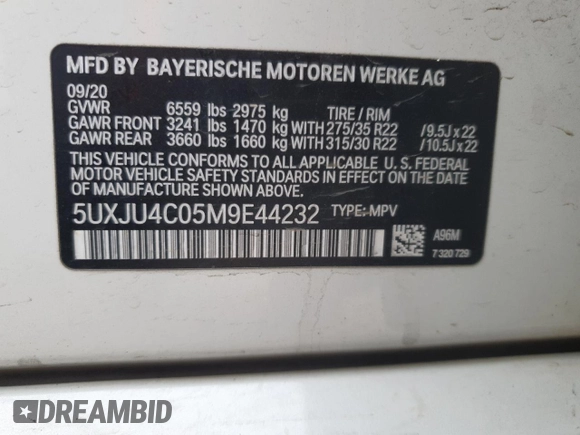 MFD BY BAYERISCHE MOTOREN WERKE AG
09/20
GVWR 6559 lbs 2975 kg TIRE / RIM
GAWR FRONT 3241 lbs 1470 kg WITH 275/35 R22 / 9.5J x 22
GAWR REAR 3660 lbs 1660 kg WITH 315/30 R22 / 10.5J x 22
THIS VEHICLE CONFORMS TO ALL APPLICABLE U. S. FEDERAL
MOTOR VEHICLE SAFETY STANDARDS IN EFFECT ON THE DATE
OF MANUFACTURE SHOWN ABOVE.
5UXJU4C05M9E44232 TYPE: MPV
A96M
7 320 729
DREAMBID